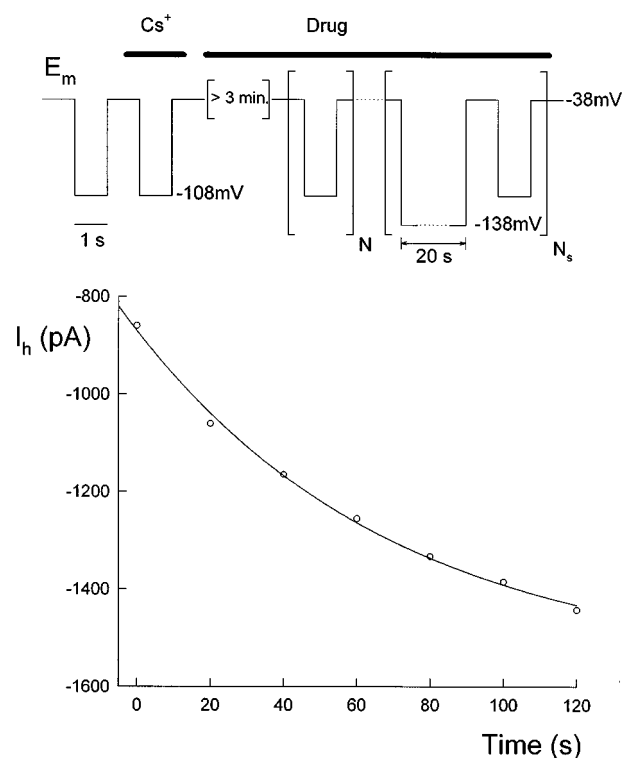 Cs+ Drug
Em
> 3 min. -38mV
-108mV
1 s -138mV
N 20 s Ns
-800
Ih (pA)
-1000
-1200
-1400
-1600
0 20 40 60 80 100 120
Time (s)